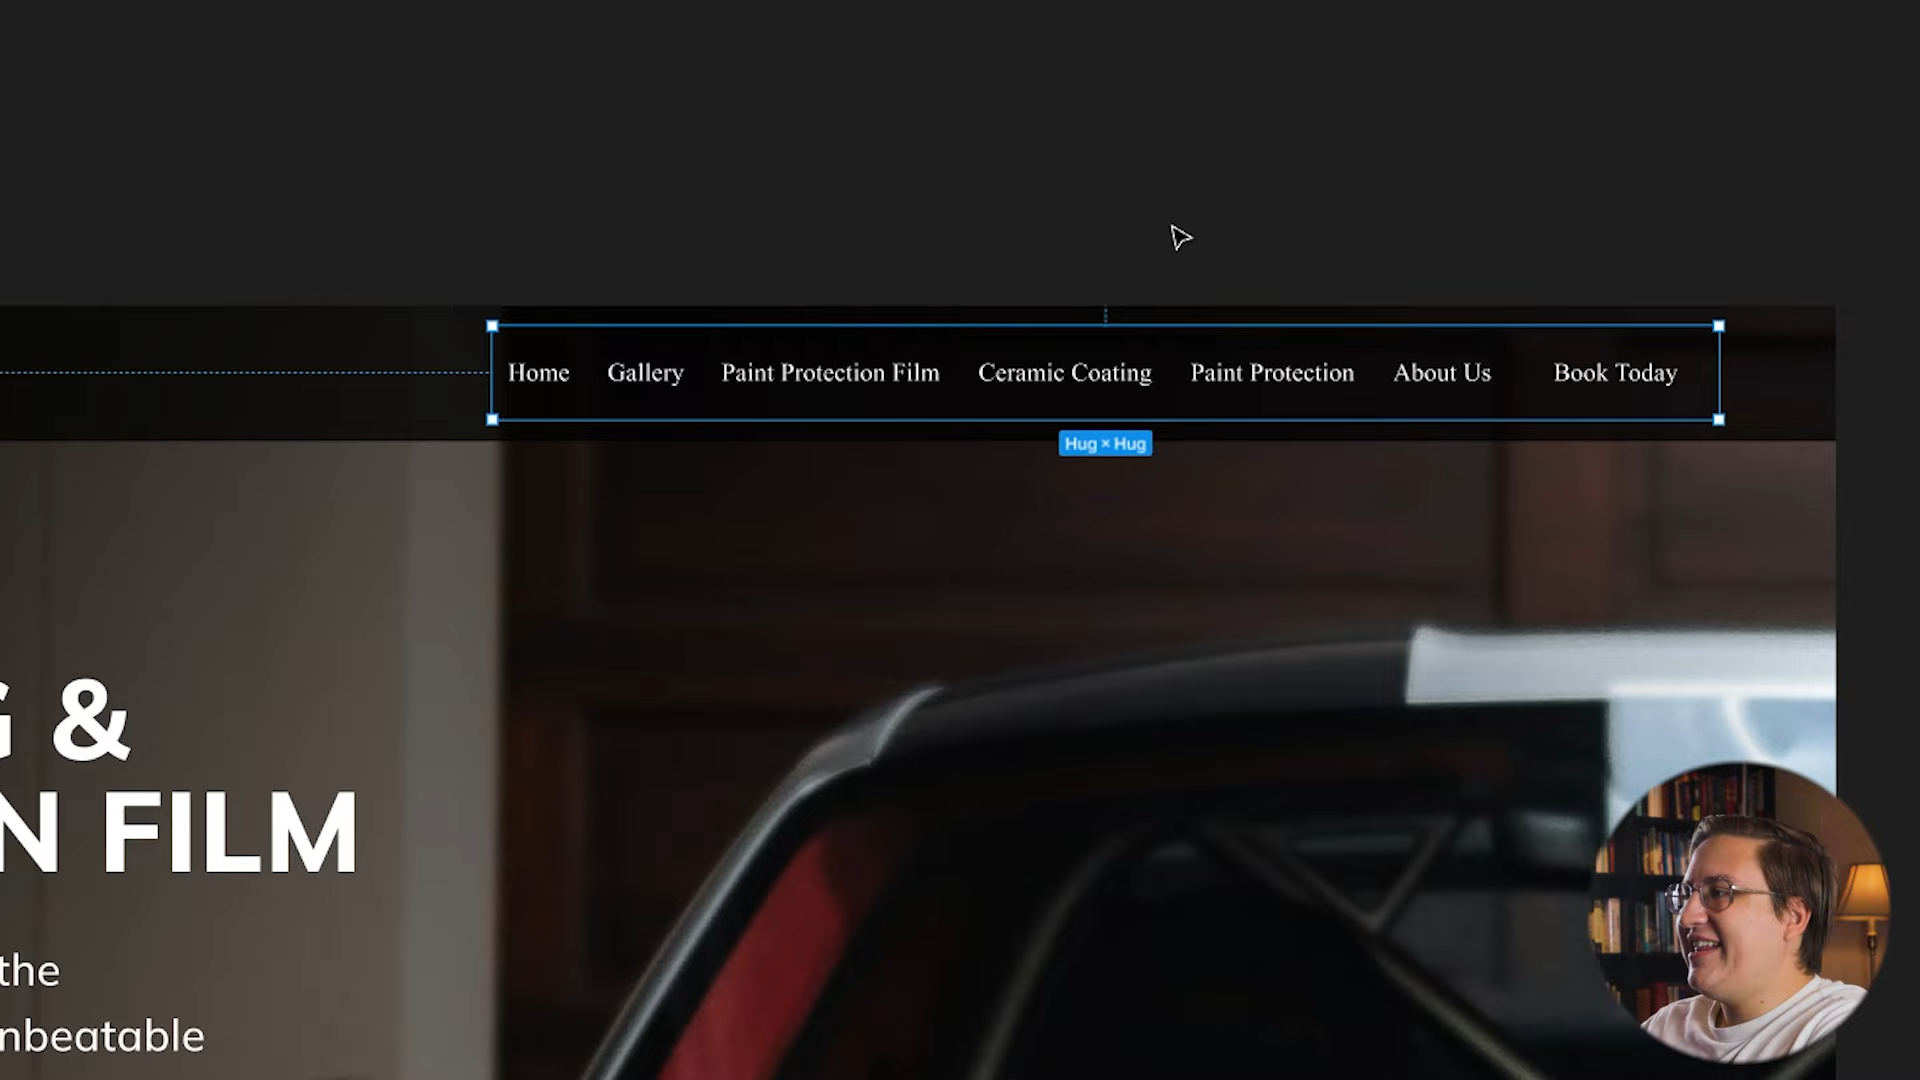 Home Gallery Paint Protection Film Ceramic Coating Paint Protection About Us Book Today
Hug × Hug
G &
N FILM
the
nbeatable